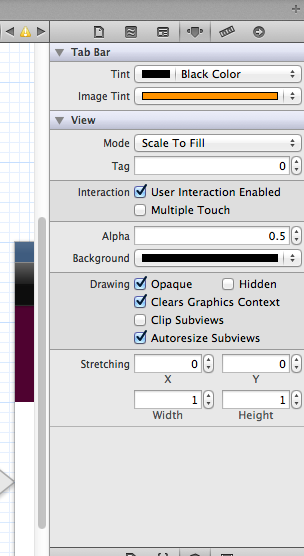 Tab Bar
Tint Black Color
Image Tint
View
Mode Scale To Fill
Tag 0
Interaction User Interaction Enabled
Multiple Touch
Alpha 0.5
Background
Drawing Opaque Hidden
Clears Graphics Context
Clip Subviews
Autoresize Subviews
Stretching 0 0
X Y
1 1
Width Height